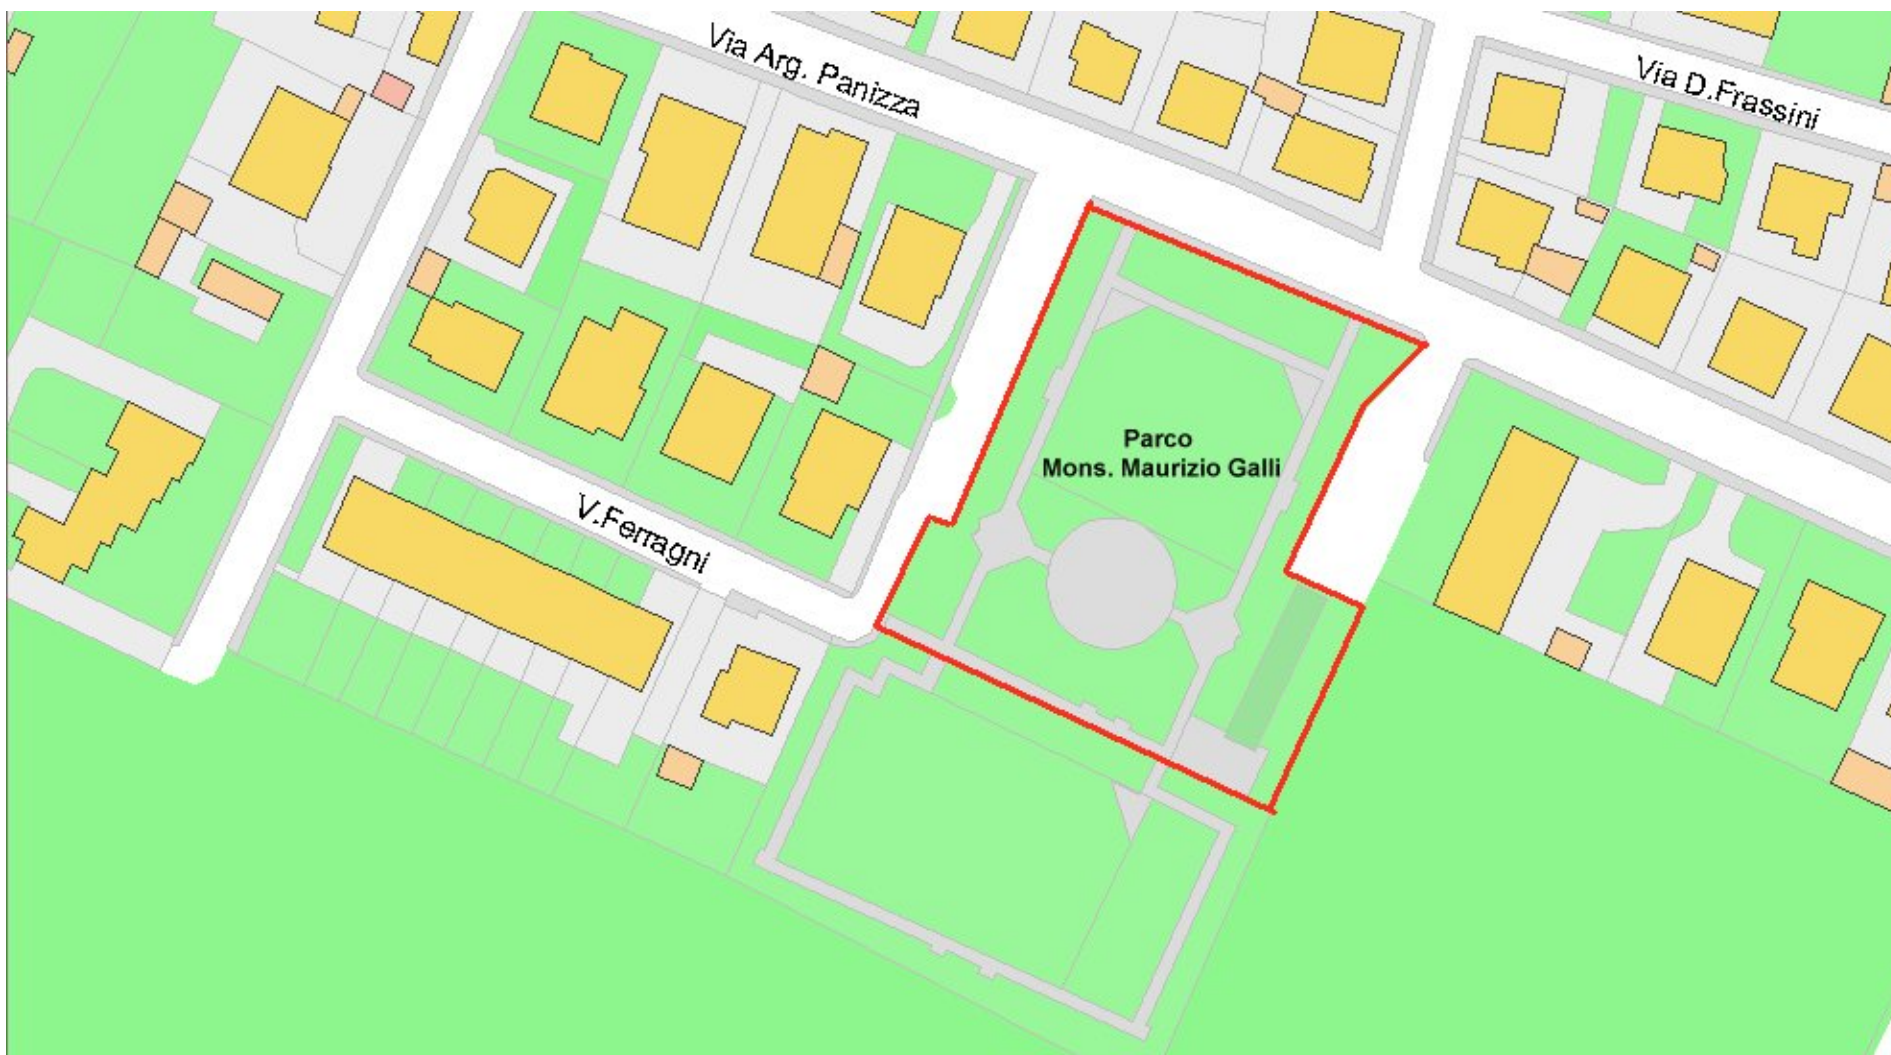 Via Arg. Panizza
Via D.Frassini
Parco
Mons. Maurizio Galli
V.Ferragni